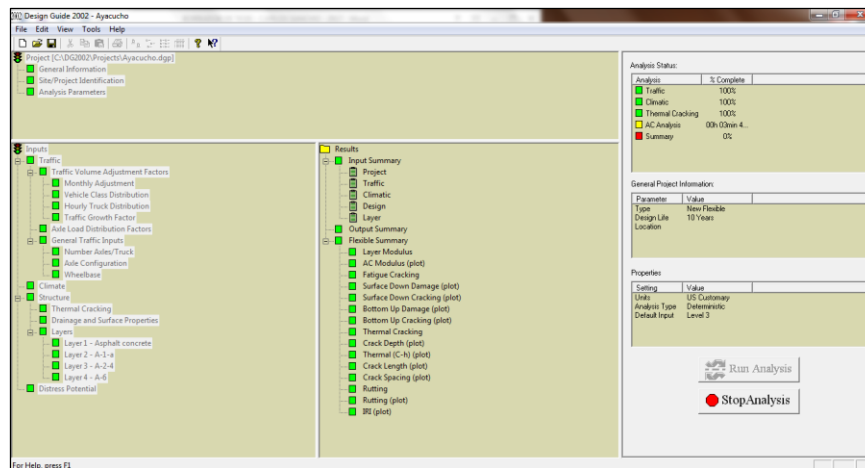 Design Guide 2002 - Ayacucho
File Edit View Tools Help
Project [C:\DG2002\Projects\Ayacucho.dgp]
General Information
Site/Project Identification
Analysis Parameters
Inputs
Traffic
Traffic Volume Adjustment Factors
Monthly Adjustment
Vehicle Class Distribution
Hourly Truck Distribution
Traffic Growth Factor
Axle Load Distribution Factors
General Traffic Inputs
Number Axles/Truck
Axle Configuration
Wheelbase
Climate
Structure
Thermal Cracking
Drainage and Surface Properties
Layers
Layer 1 - Asphalt concrete
Layer 2 - A-1-a
Layer 3 - A-2-4
Layer 4 - A-6
Distress Potential
Results
Input Summary
Project
Traffic
Climatic
Design
Layer
Output Summary
Flexible Summary
Layer Modulus
AC Modulus (plot)
Fatigue Cracking
Surface Down Damage (plot)
Surface Down Cracking (plot)
Bottom Up Damage (plot)
Bottom Up Cracking (plot)
Thermal Cracking
Crack Depth (plot)
Thermal (C-h) (plot)
Crack Length (plot)
Crack Spacing (plot)
Rutting
Rutting (plot)
IRI (plot)
Analysis Status:
Analysis % Complete
Traffic 100%
Climatic 100%
Thermal Cracking 100%
AC Analysis 00h 03min 4...
Summary 0%
General Project Information:
Parameter Value
Type New Flexible
Design Life 10 Years
Location
Properties
Setting Value
Units US Customary
Analysis Type Deterministic
Default Input Level 3
Run Analysis
StopAnalysis
For Help, press F1